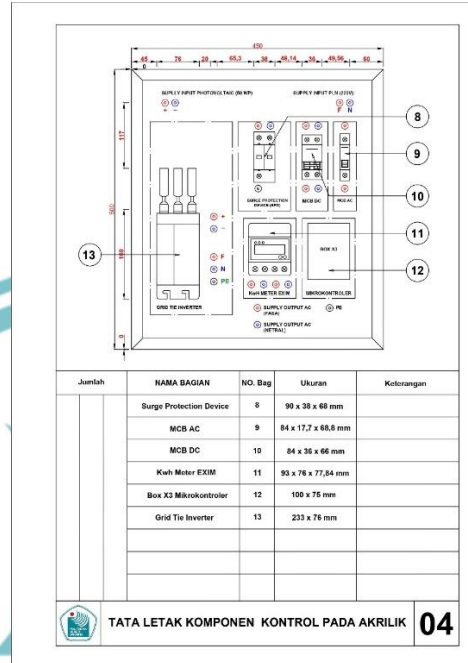 450
45 76 20 65,3 38 49,14 36 49,56 60
0
SUPLLY INPUT PHOTOVOLTAIC (50 WP)
SUPPLY INPUT PLN (220V)
+ -
F N
117
500
8
9
SURGE PROTECTION
MCB DC
MCB AC
10
+
-
11
BOX X3
13
F
N
PE
12
GRID TIE INVERTER
KwH METER EXIM
MIKROKONTROLER
SUPPLY OUTPUT AC
(FASA)
PE
SUPPLY OUTPUT AC
(NETRAL)
0
Jumlah NAMA BAGIAN NO. Bag Ukuran Keterangan
Surge Protection Device 8 90 x 38 x 68 mm
MCB AC 9 84 x 17,7 x 68,8 mm
MCB DC 10 84 x 36 x 66 mm
Kwh Meter EXIM 11 93 x 76 x 77,84 mm
Box X3 Mikrokontroler 12 100 x 75 mm
Grid Tie Inverter 13 233 x 76 mm
TATA LETAK KOMPONEN KONTROL PADA AKRILIK 04